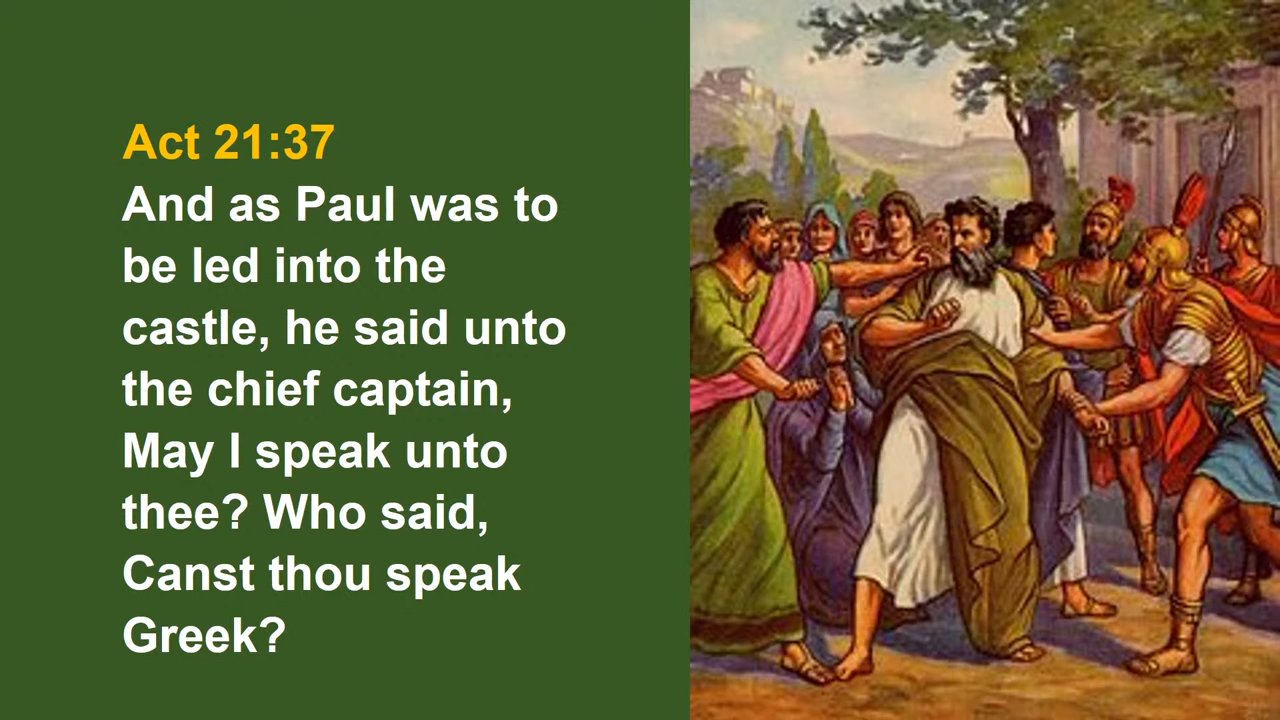 Act 21:37
And as Paul was to
be led into the
castle, he said unto
the chief captain,
May I speak unto
thee? Who said,
Canst thou speak
Greek?